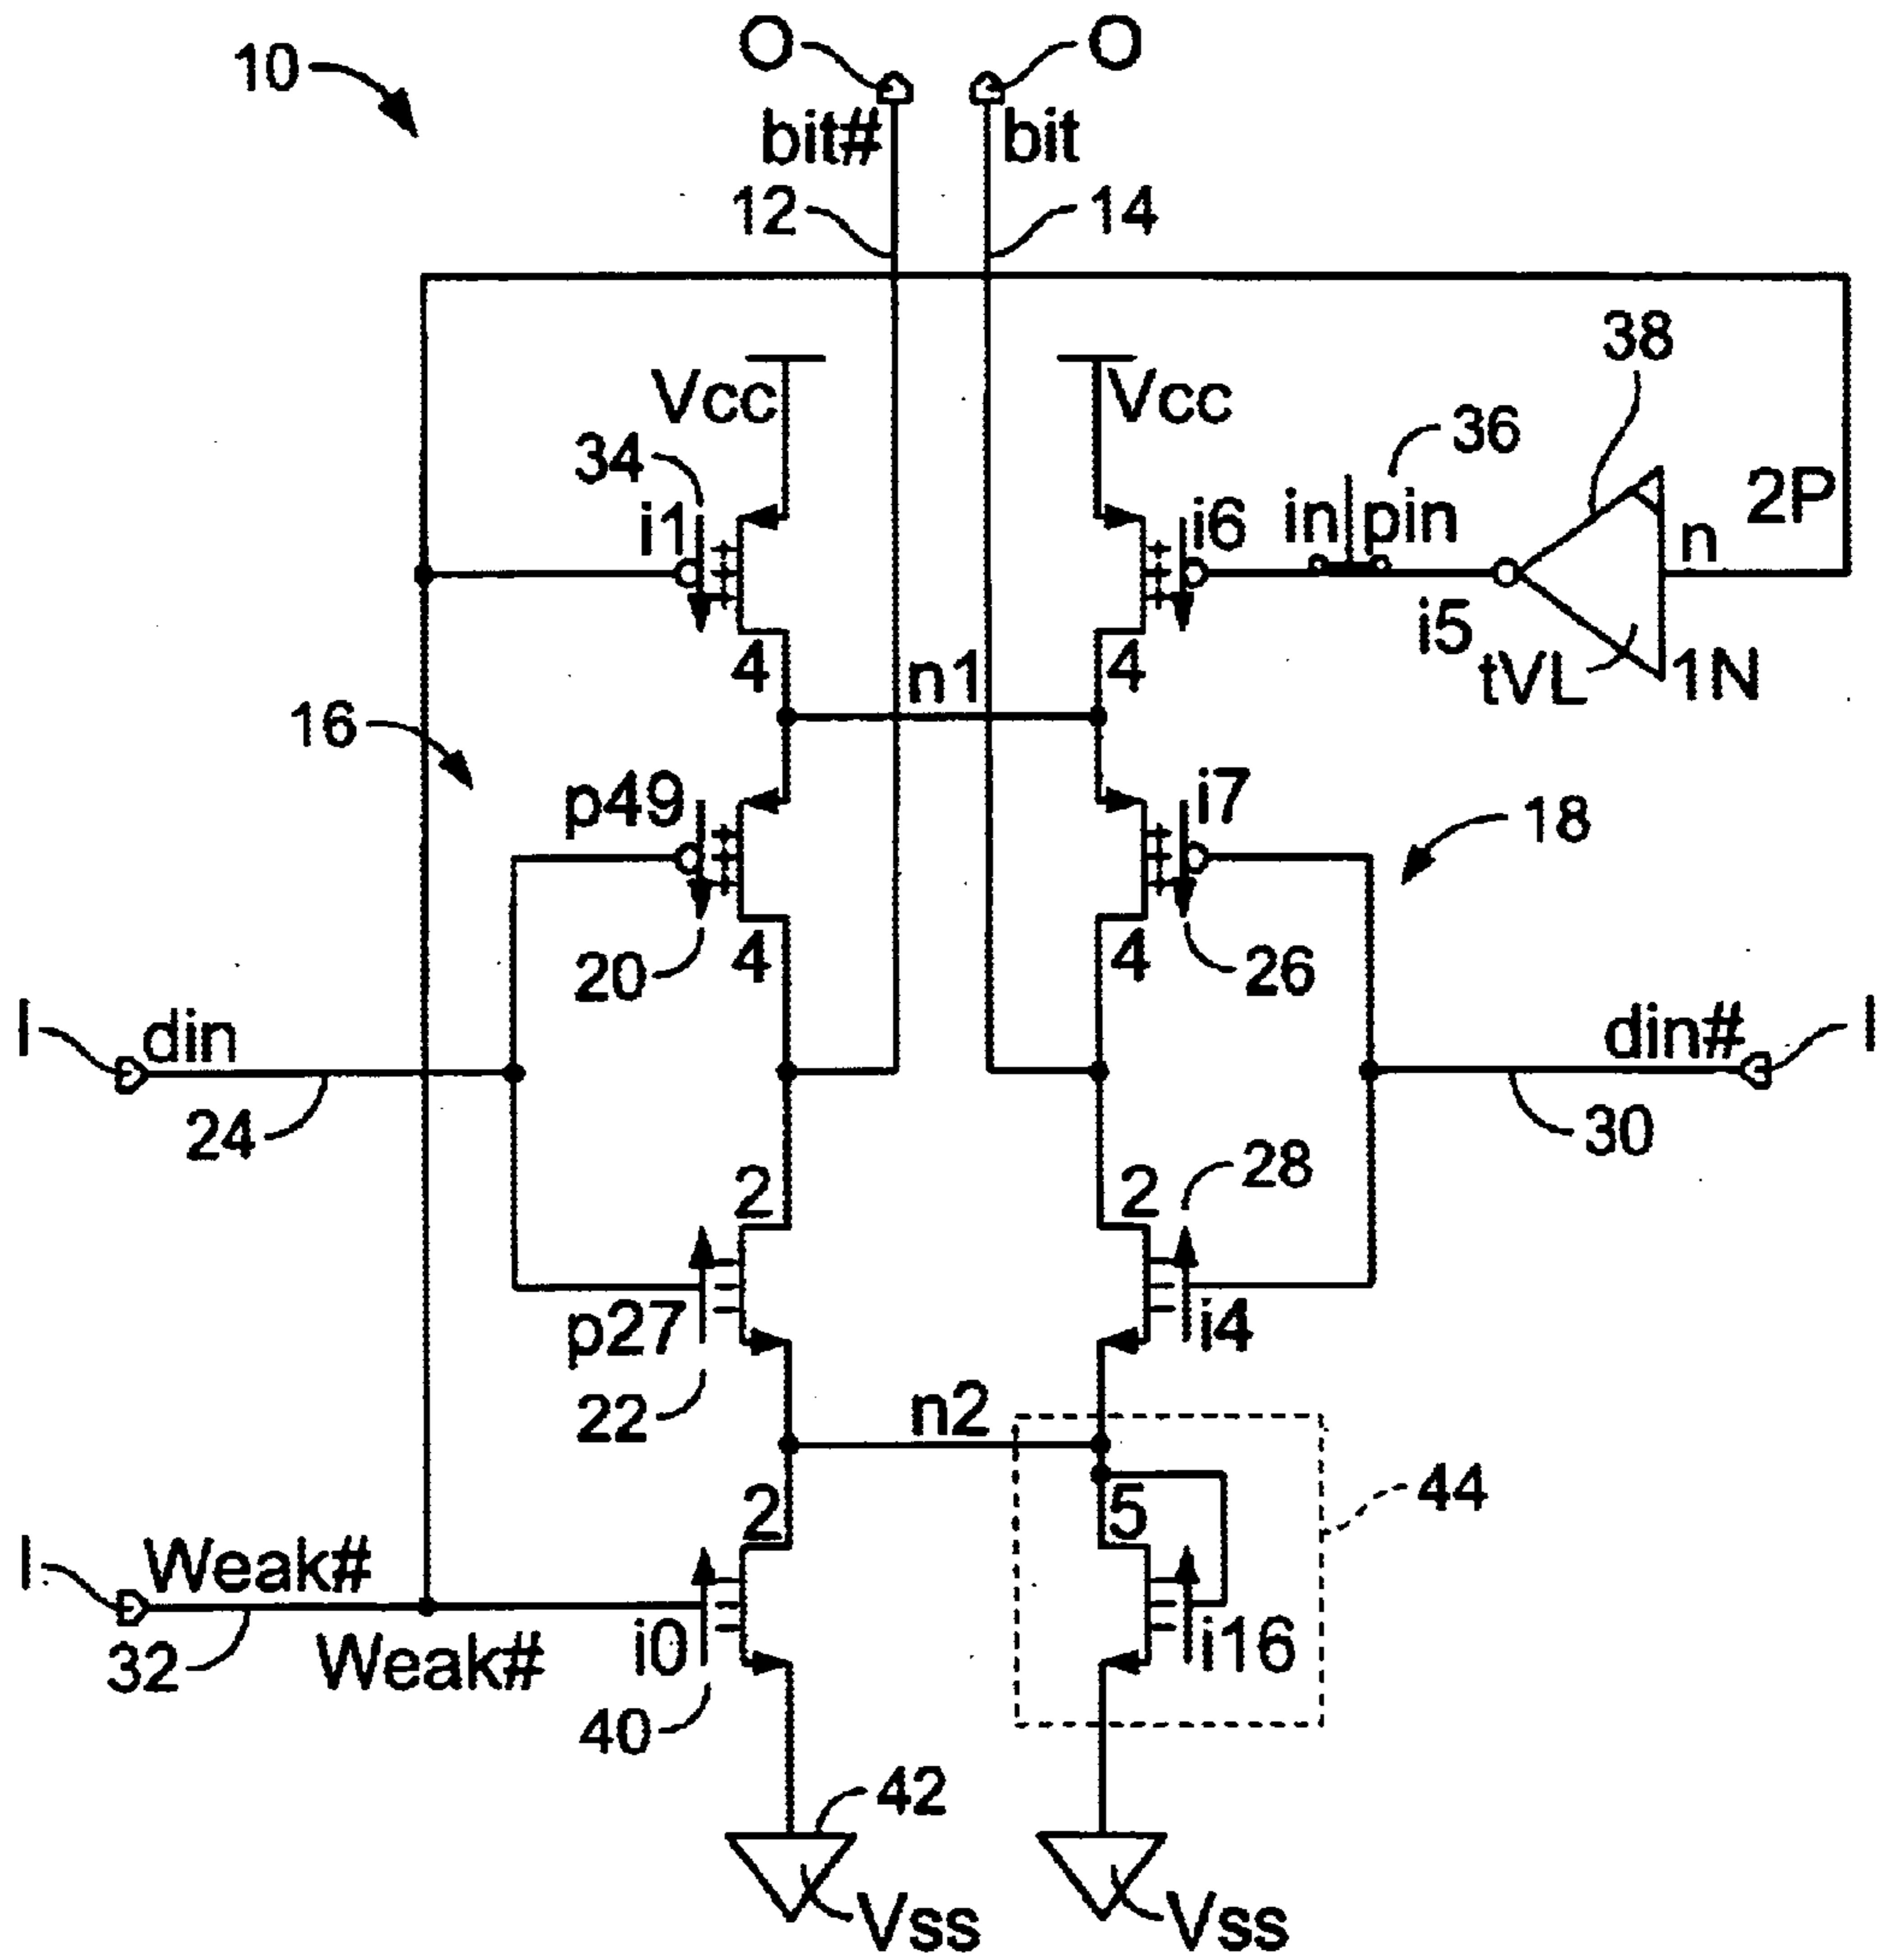 10
O
O
bit#
bit
12
14
38
Vcc
Vcc
36
34
i1
i6
in
pin
n
2P
i5
4
n1
4
tVL
1N
16
p49
i7
18
20
4
4
26
I
din
din#
I
24
30
2
2
28
p27
i4
22
n2
44
2
5
I
Weak#
32
Weak#
i0
i16
40
42
Vss
Vss